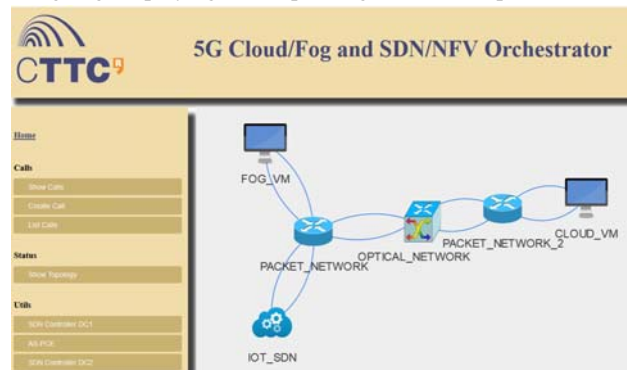 CTTC9
5G Cloud/Fog and SDN/NFV Orchestrator
Home
Calls
Show Calls
Create Call
List Calls
Status
Show Topology
Utils
SDN Controller DC1
AS-PCE
SDN Controller DC2
FOG_VM
CLOUD_VM
PACKET_NETWORK_2
OPTICAL_NETWORK
PACKET_NETWORK
IOT_SDN